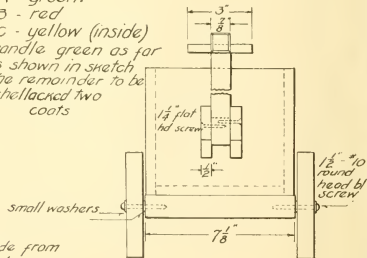 B - red
C - yellow (inside)
handle green as far
as shown in sketch
the remainder to be
shellacked two
coats
3"
7/8"
1 1/4" flat
hd screw
1/2"
small washers
1 1/2" - #10
round
head bl
screw
7 1/8"
de from